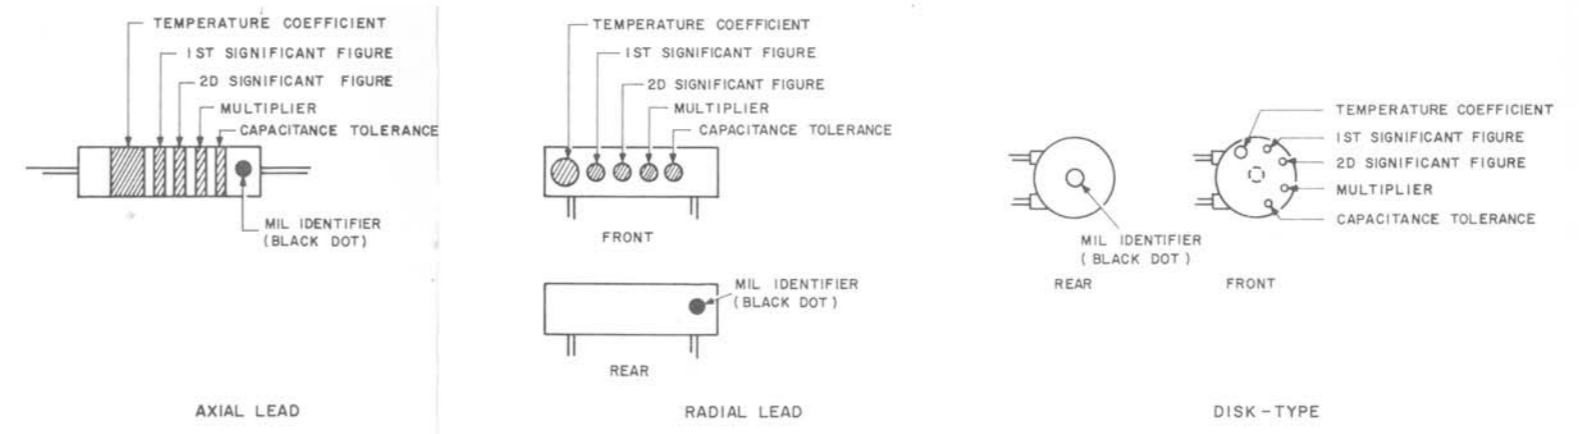 TEMPERATURE COEFFICIENT
1ST SIGNIFICANT FIGURE
2D SIGNIFICANT FIGURE
MULTIPLIER
CAPACITANCE TOLERANCE
MIL IDENTIFIER
(BLACK DOT)
AXIAL LEAD
TEMPERATURE COEFFICIENT
1ST SIGNIFICANT FIGURE
2D SIGNIFICANT FIGURE
MULTIPLIER
CAPACITANCE TOLERANCE
FRONT
MIL IDENTIFIER
(BLACK DOT)
REAR
RADIAL LEAD
TEMPERATURE COEFFICIENT
1ST SIGNIFICANT FIGURE
2D SIGNIFICANT FIGURE
MULTIPLIER
CAPACITANCE TOLERANCE
MIL IDENTIFIER
(BLACK DOT)
REAR
FRONT
DISK-TYPE